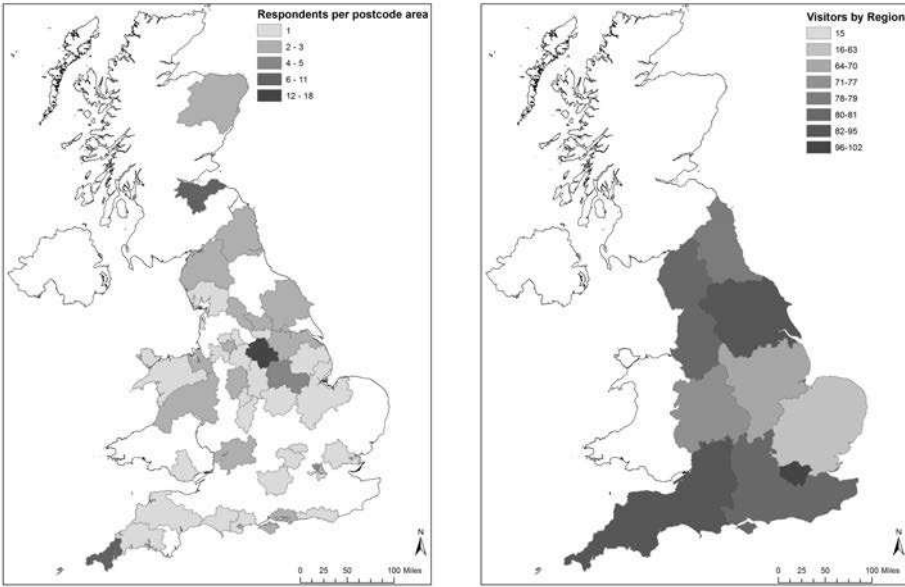 Respondents per postcode area
1
2 - 3
4 - 5
6 - 11
12 - 18
N
0 25 50 100 Miles
Visitors by Region
15
16-63
64-70
71-77
78-79
80-81
82-95
96-102
N
0 25 50 100 Miles